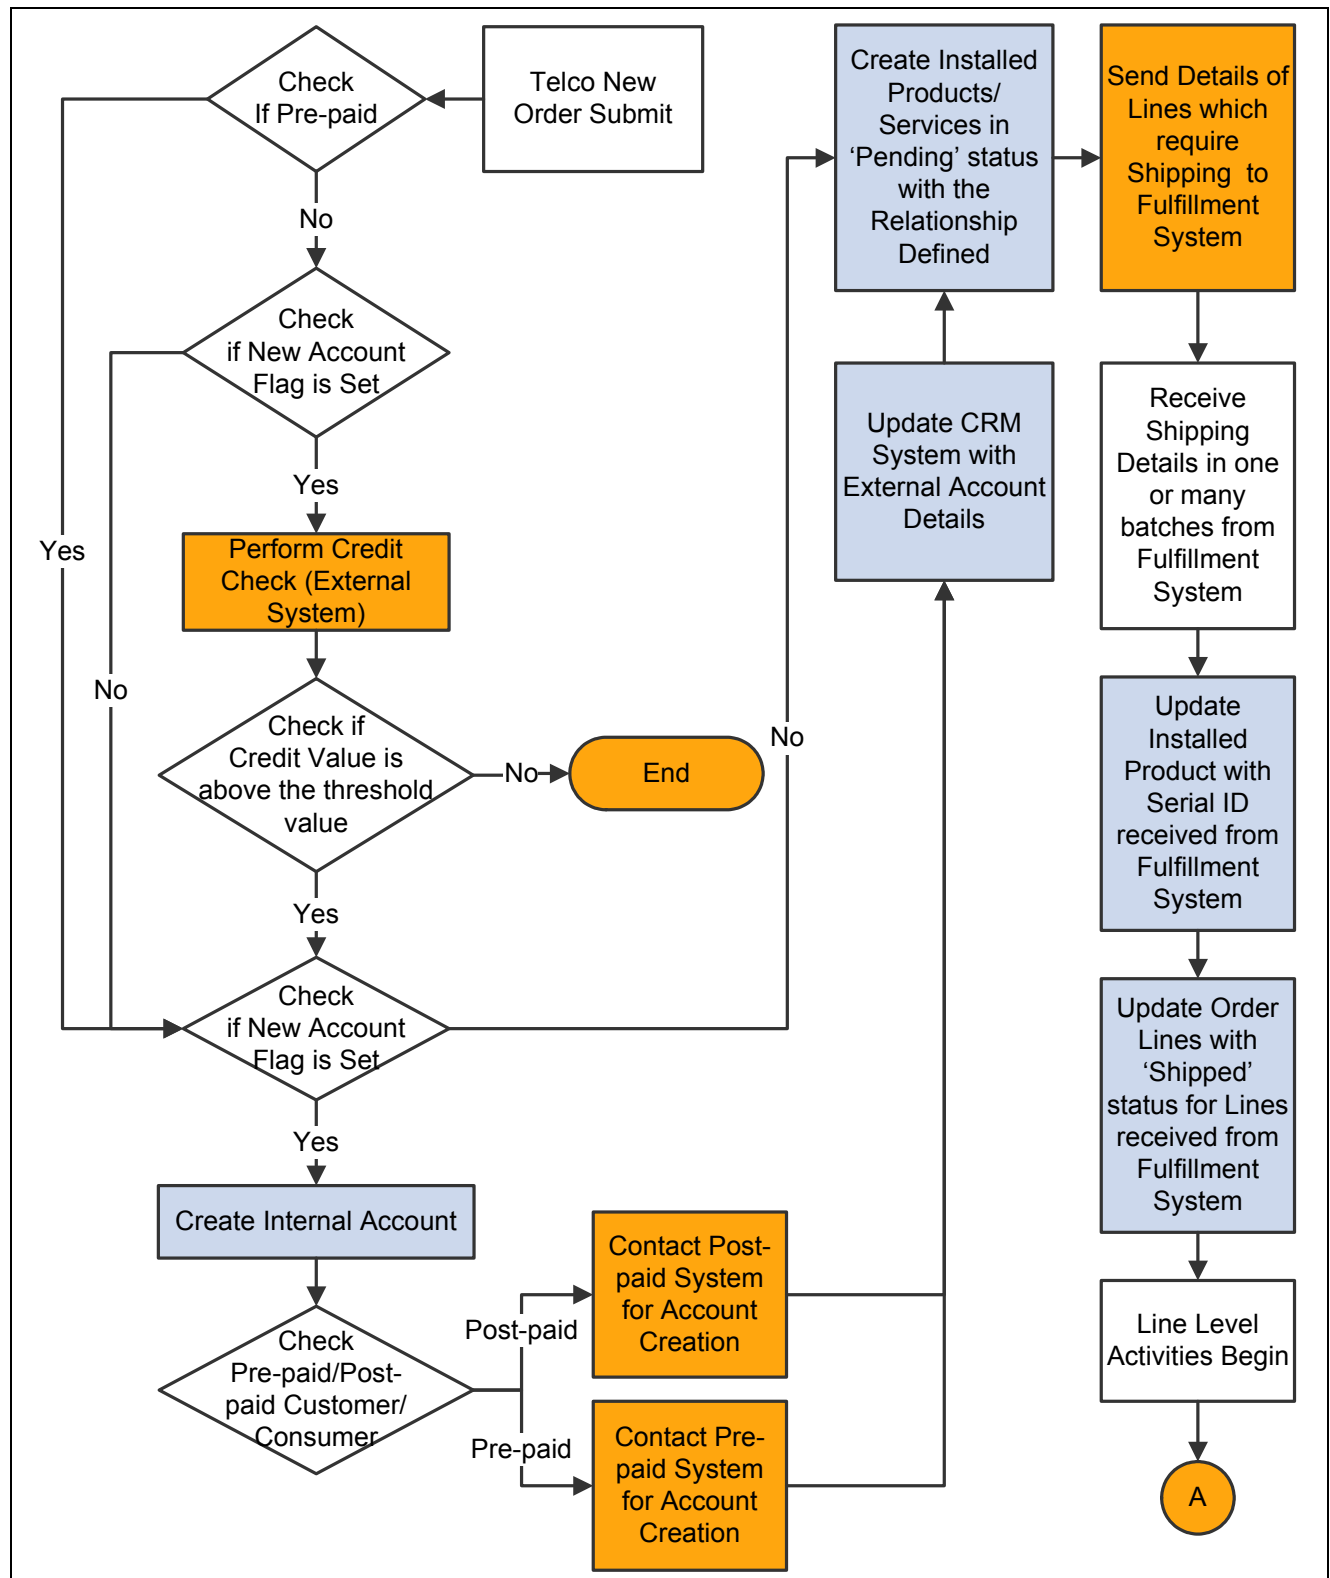 Check
If Pre-paid
Telco New
Order Submit
No
Check
if New Account
Flag is Set
Yes
Perform Credit
Check (External
System)
Yes
No
Check if
Credit Value is
above the threshold
value
No
End
Yes
Check
if New Account
Flag is Set
No
Yes
Create Internal Account
Check
Pre-paid/Post-
paid Customer/
Consumer
Post-paid
Pre-paid
Contact Post-
paid System
for Account
Creation
Contact Pre-
paid System
for Account
Creation
Update CRM
System with
External Account
Details
Create Installed
Products/
Services in
‘Pending’ status
with the
Relationship
Defined
Send Details of
Lines which
require
Shipping to
Fulfillment
System
Receive
Shipping
Details in one
or many
batches from
Fulfillment
System
Update
Installed
Product with
Serial ID
received from
Fulfillment
System
Update Order
Lines with
‘Shipped’
status for Lines
received from
Fulfillment
System
Line Level
Activities Begin
A